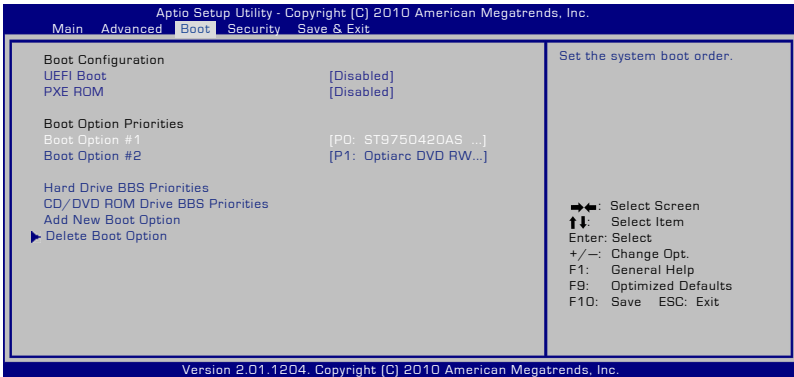 Aptio Setup Utility - Copyright (C) 2010 American Megatrends, Inc.
Main Advanced Boot Security Save & Exit
Boot Configuration
UEFI Boot [Disabled]
PXE ROM [Disabled]
Boot Option Priorities
Boot Option #1 [P0: ST9750420AS ...]
Boot Option #2 [P1: Optiarc DVD RW...]
Hard Drive BBS Priorities
CD/DVD ROM Drive BBS Priorities
Add New Boot Option
Delete Boot Option
Set the system boot order.
→←: Select Screen
↑↓: Select Item
Enter: Select
+/—: Change Opt.
F1: General Help
F9: Optimized Defaults
F10: Save ESC: Exit
Version 2.01.1204. Copyright (C) 2010 American Megatrends, Inc.